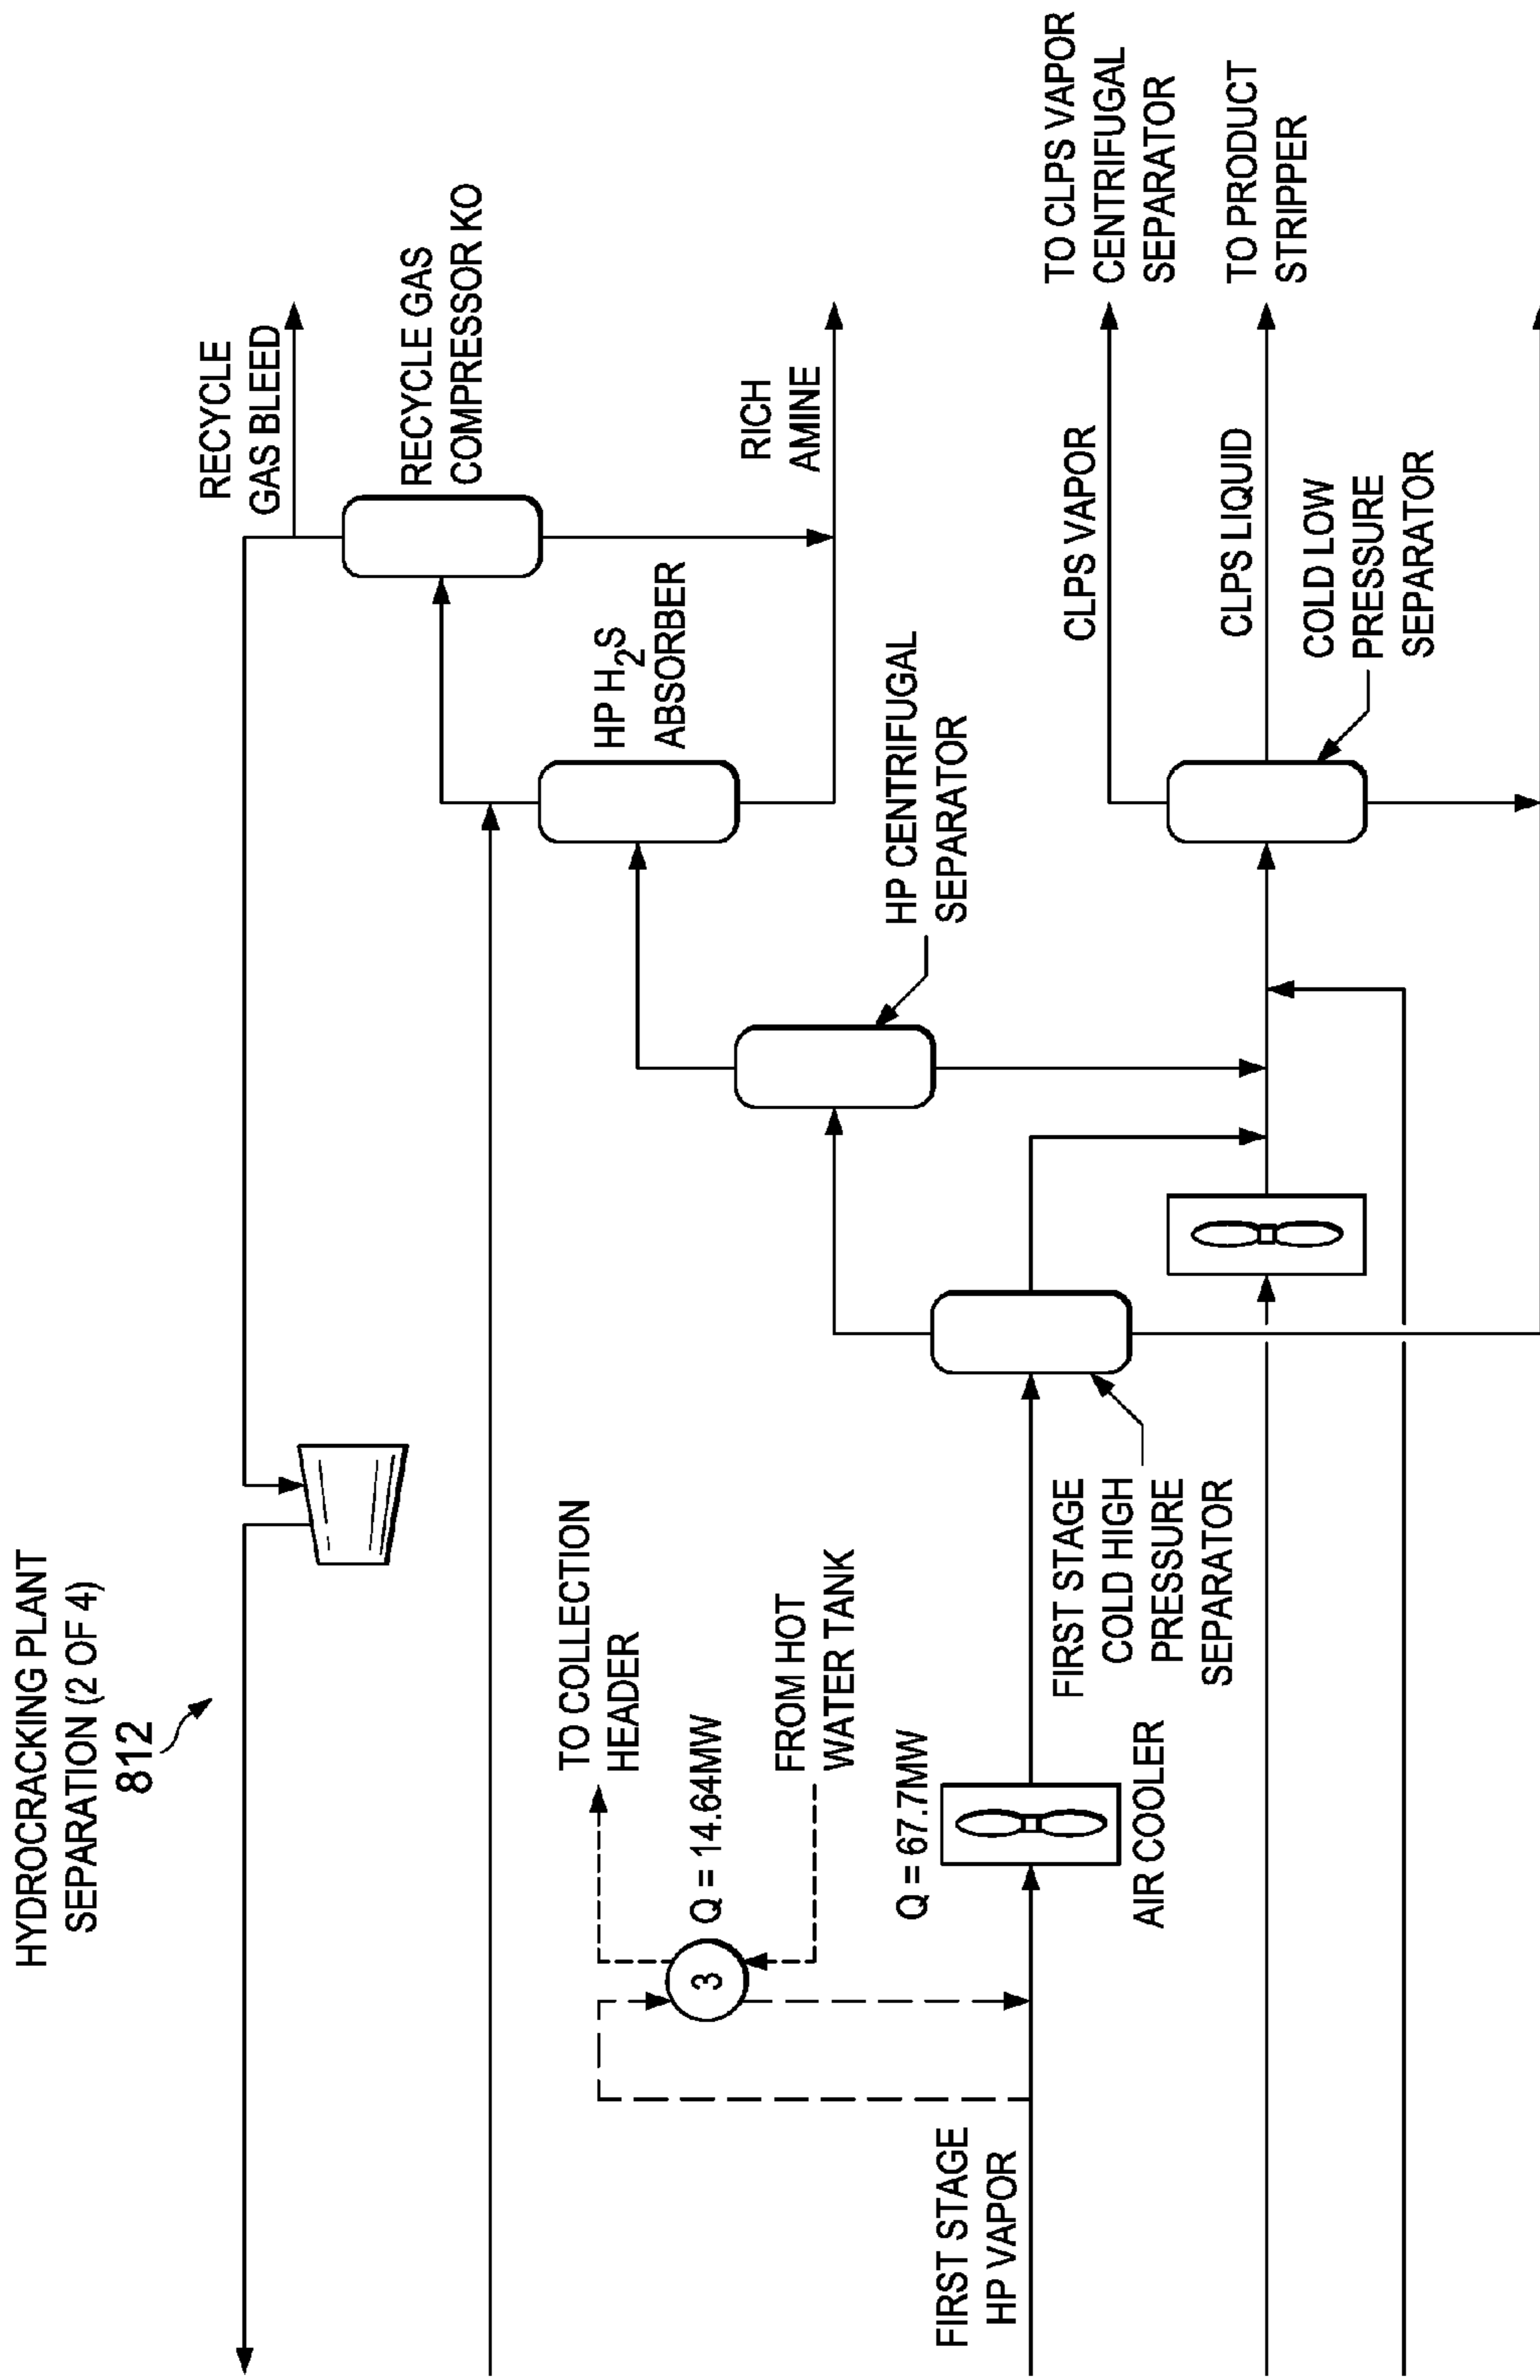 HYDROCRACKING PLANT
SEPARATION (2 OF 4)
812
RECYCLE
GAS BLEED
RECYCLE GAS
COMPRESSOR KO
HP H2S
ABSORBER
RICH
AMINE
HP CENTRIFUGAL
SEPARATOR
TO COLLECTION
HEADER
Q = 14.64MW
3
FROM HOT
WATER TANK
Q = 67.7MW
FIRST STAGE
HP VAPOR
AIR COOLER
FIRST STAGE
COLD HIGH
PRESSURE
SEPARATOR
CLPS VAPOR
TO CLPS VAPOR
CENTRIFUGAL
SEPARATOR
CLPS LIQUID
TO PRODUCT
STRIPPER
COLD LOW
PRESSURE
SEPARATOR